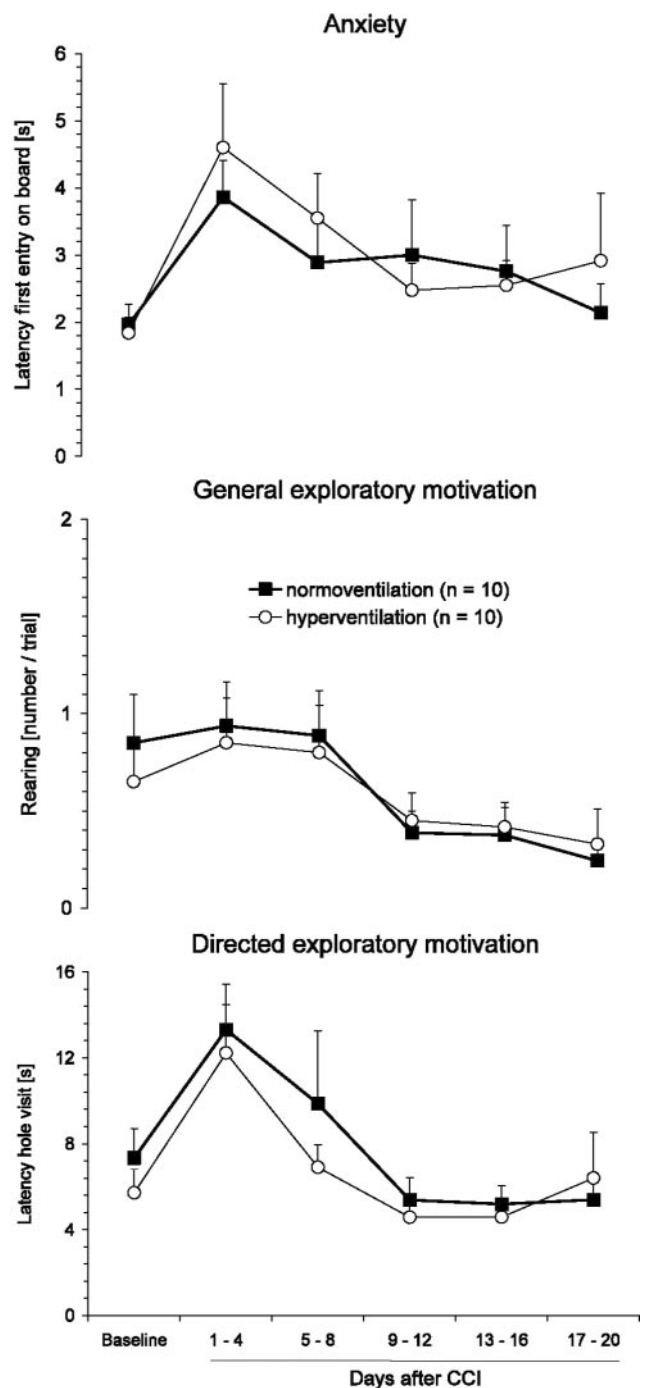 Anxiety
Latency first entry on board [s]
6
5
4
3
2
1
0
General exploratory motivation
Rearing [number / trial]
2
1
0
normoventilation (n = 10)
hyperventilation (n = 10)
Directed exploratory motivation
Latency hole visit [s]
16
12
8
4
0
Baseline 1 - 4 5 - 8 9 - 12 13 - 16 17 - 20
Days after CCI